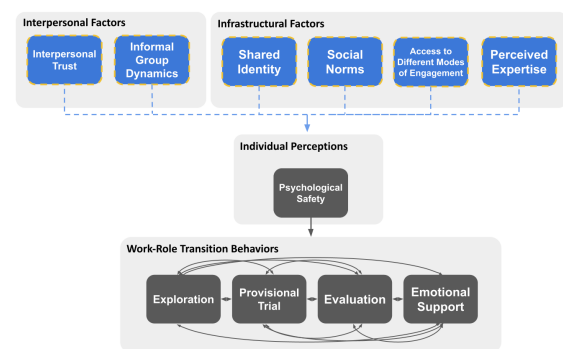 Interpersonal Factors
Infrastructural Factors
Interpersonal
Trust
Informal
Group
Dynamics
Shared
Identity
Social
Norms
Access to
Different Modes
of Engagement
Perceived
Expertise
Individual Perceptions
Psychological
Safety
Work-Role Transition Behaviors
Exploration
Provisional
Trial
Evaluation
Emotional
Support